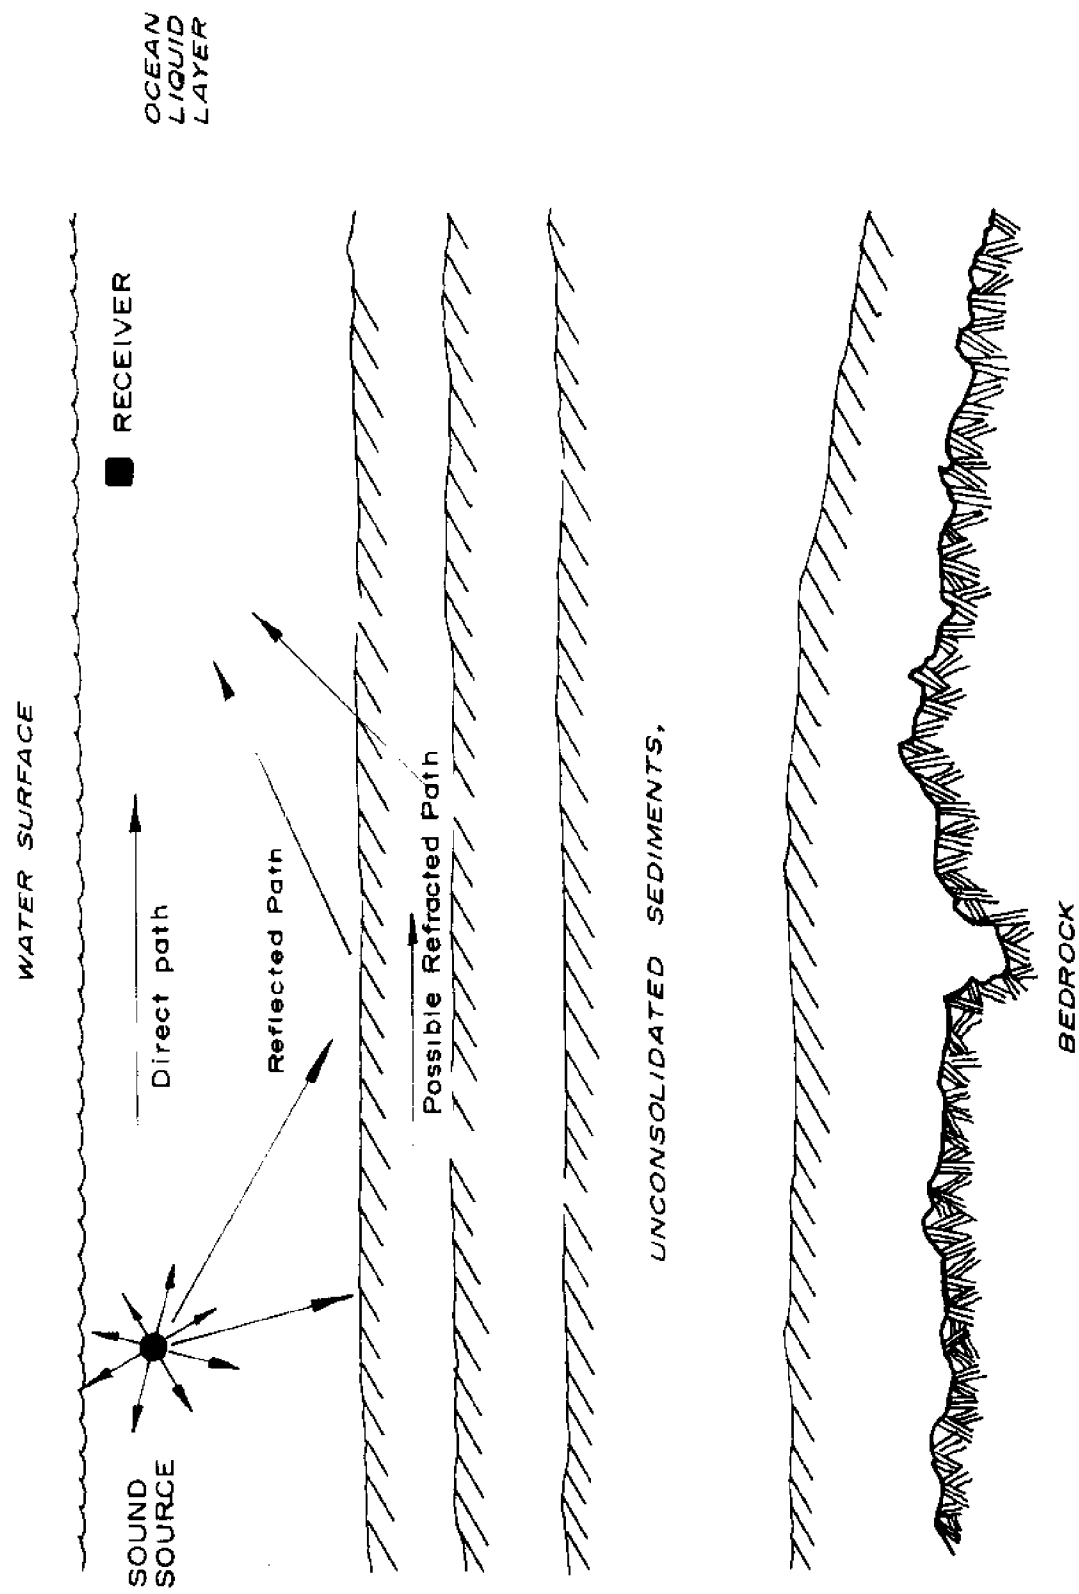 WATER SURFACE
OCEAN
LIQUID
LAYER
SOUND
SOURCE
Direct path
RECEIVER
Reflected Path
Possible Refracted Path
UNCONSOLIDATED SEDIMENTS,
BEDROCK